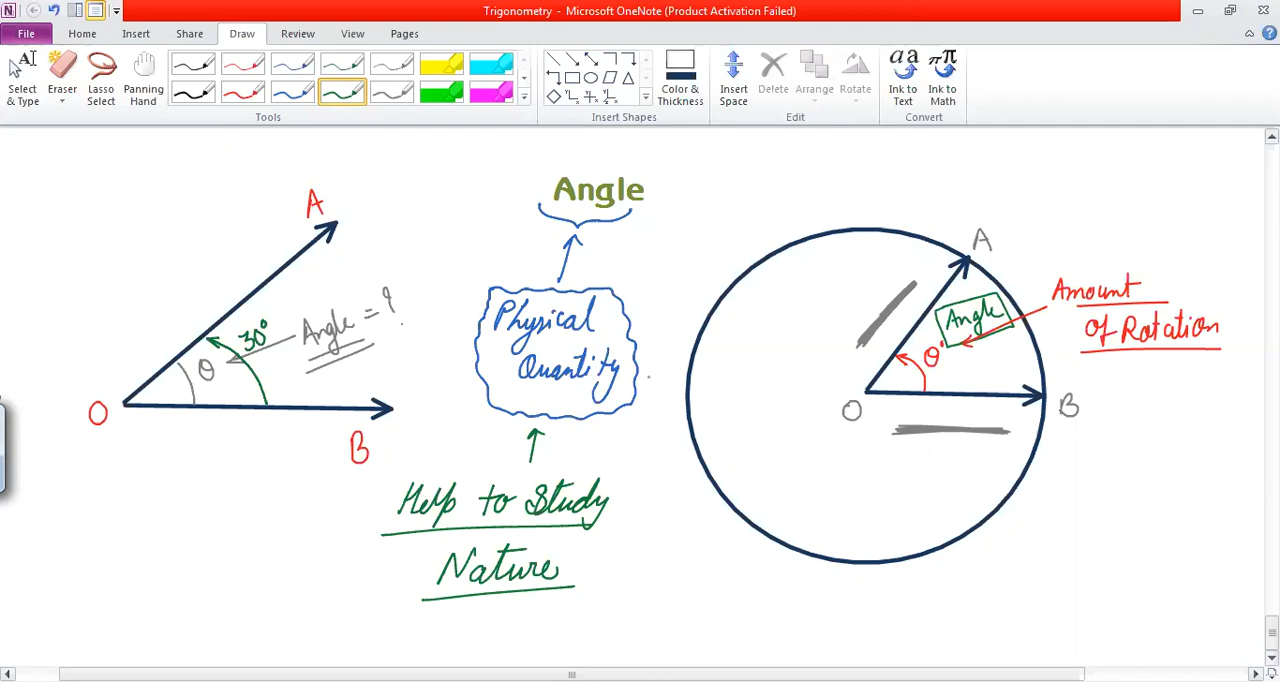 Trigonometry - Microsoft OneNote (Product Activation Failed)
File Home Insert Share Draw Review View Pages
Select & Type
Eraser
Lasso Select
Panning Hand
Color & Thickness
Insert Space
Delete
Arrange
Rotate
Ink to Text
Ink to Math
Tools
Insert Shapes
Edit
Convert
Angle
A
30°
θ
Angle = ?
O
B
Physical
Quantity
Help to Study
Nature
A
Angle
θ°
O
B
Amount
Of Rotation